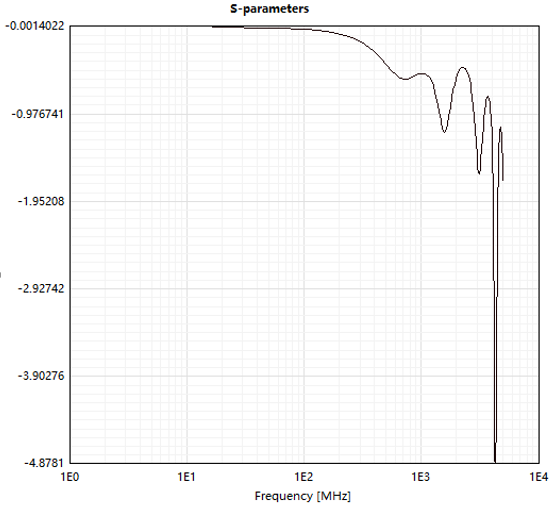 S-parameters
-0.0014022
-0.976741
-1.95208
-2.92742
-3.90276
-4.8781
1E0 1E1 1E2 1E3 1E4
Frequency [MHz]